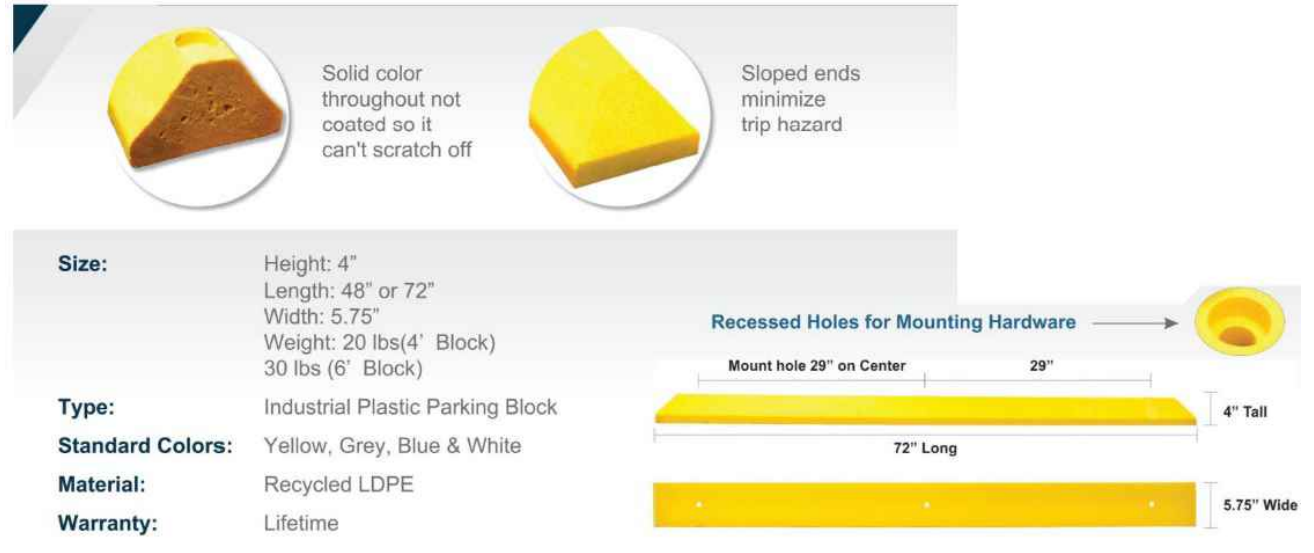 Solid color
throughout not
coated so it
can't scratch off
Sloped ends
minimize
trip hazard
Size:
Height: 4”
Length: 48” or 72”
Width: 5.75”
Weight: 20 lbs(4’ Block)
30 lbs (6’ Block)
Type:
Industrial Plastic Parking Block
Standard Colors:
Yellow, Grey, Blue & White
Material:
Recycled LDPE
Warranty:
Lifetime
Recessed Holes for Mounting Hardware
Mount hole 29” on Center
29”
4” Tall
72” Long
5.75” Wide